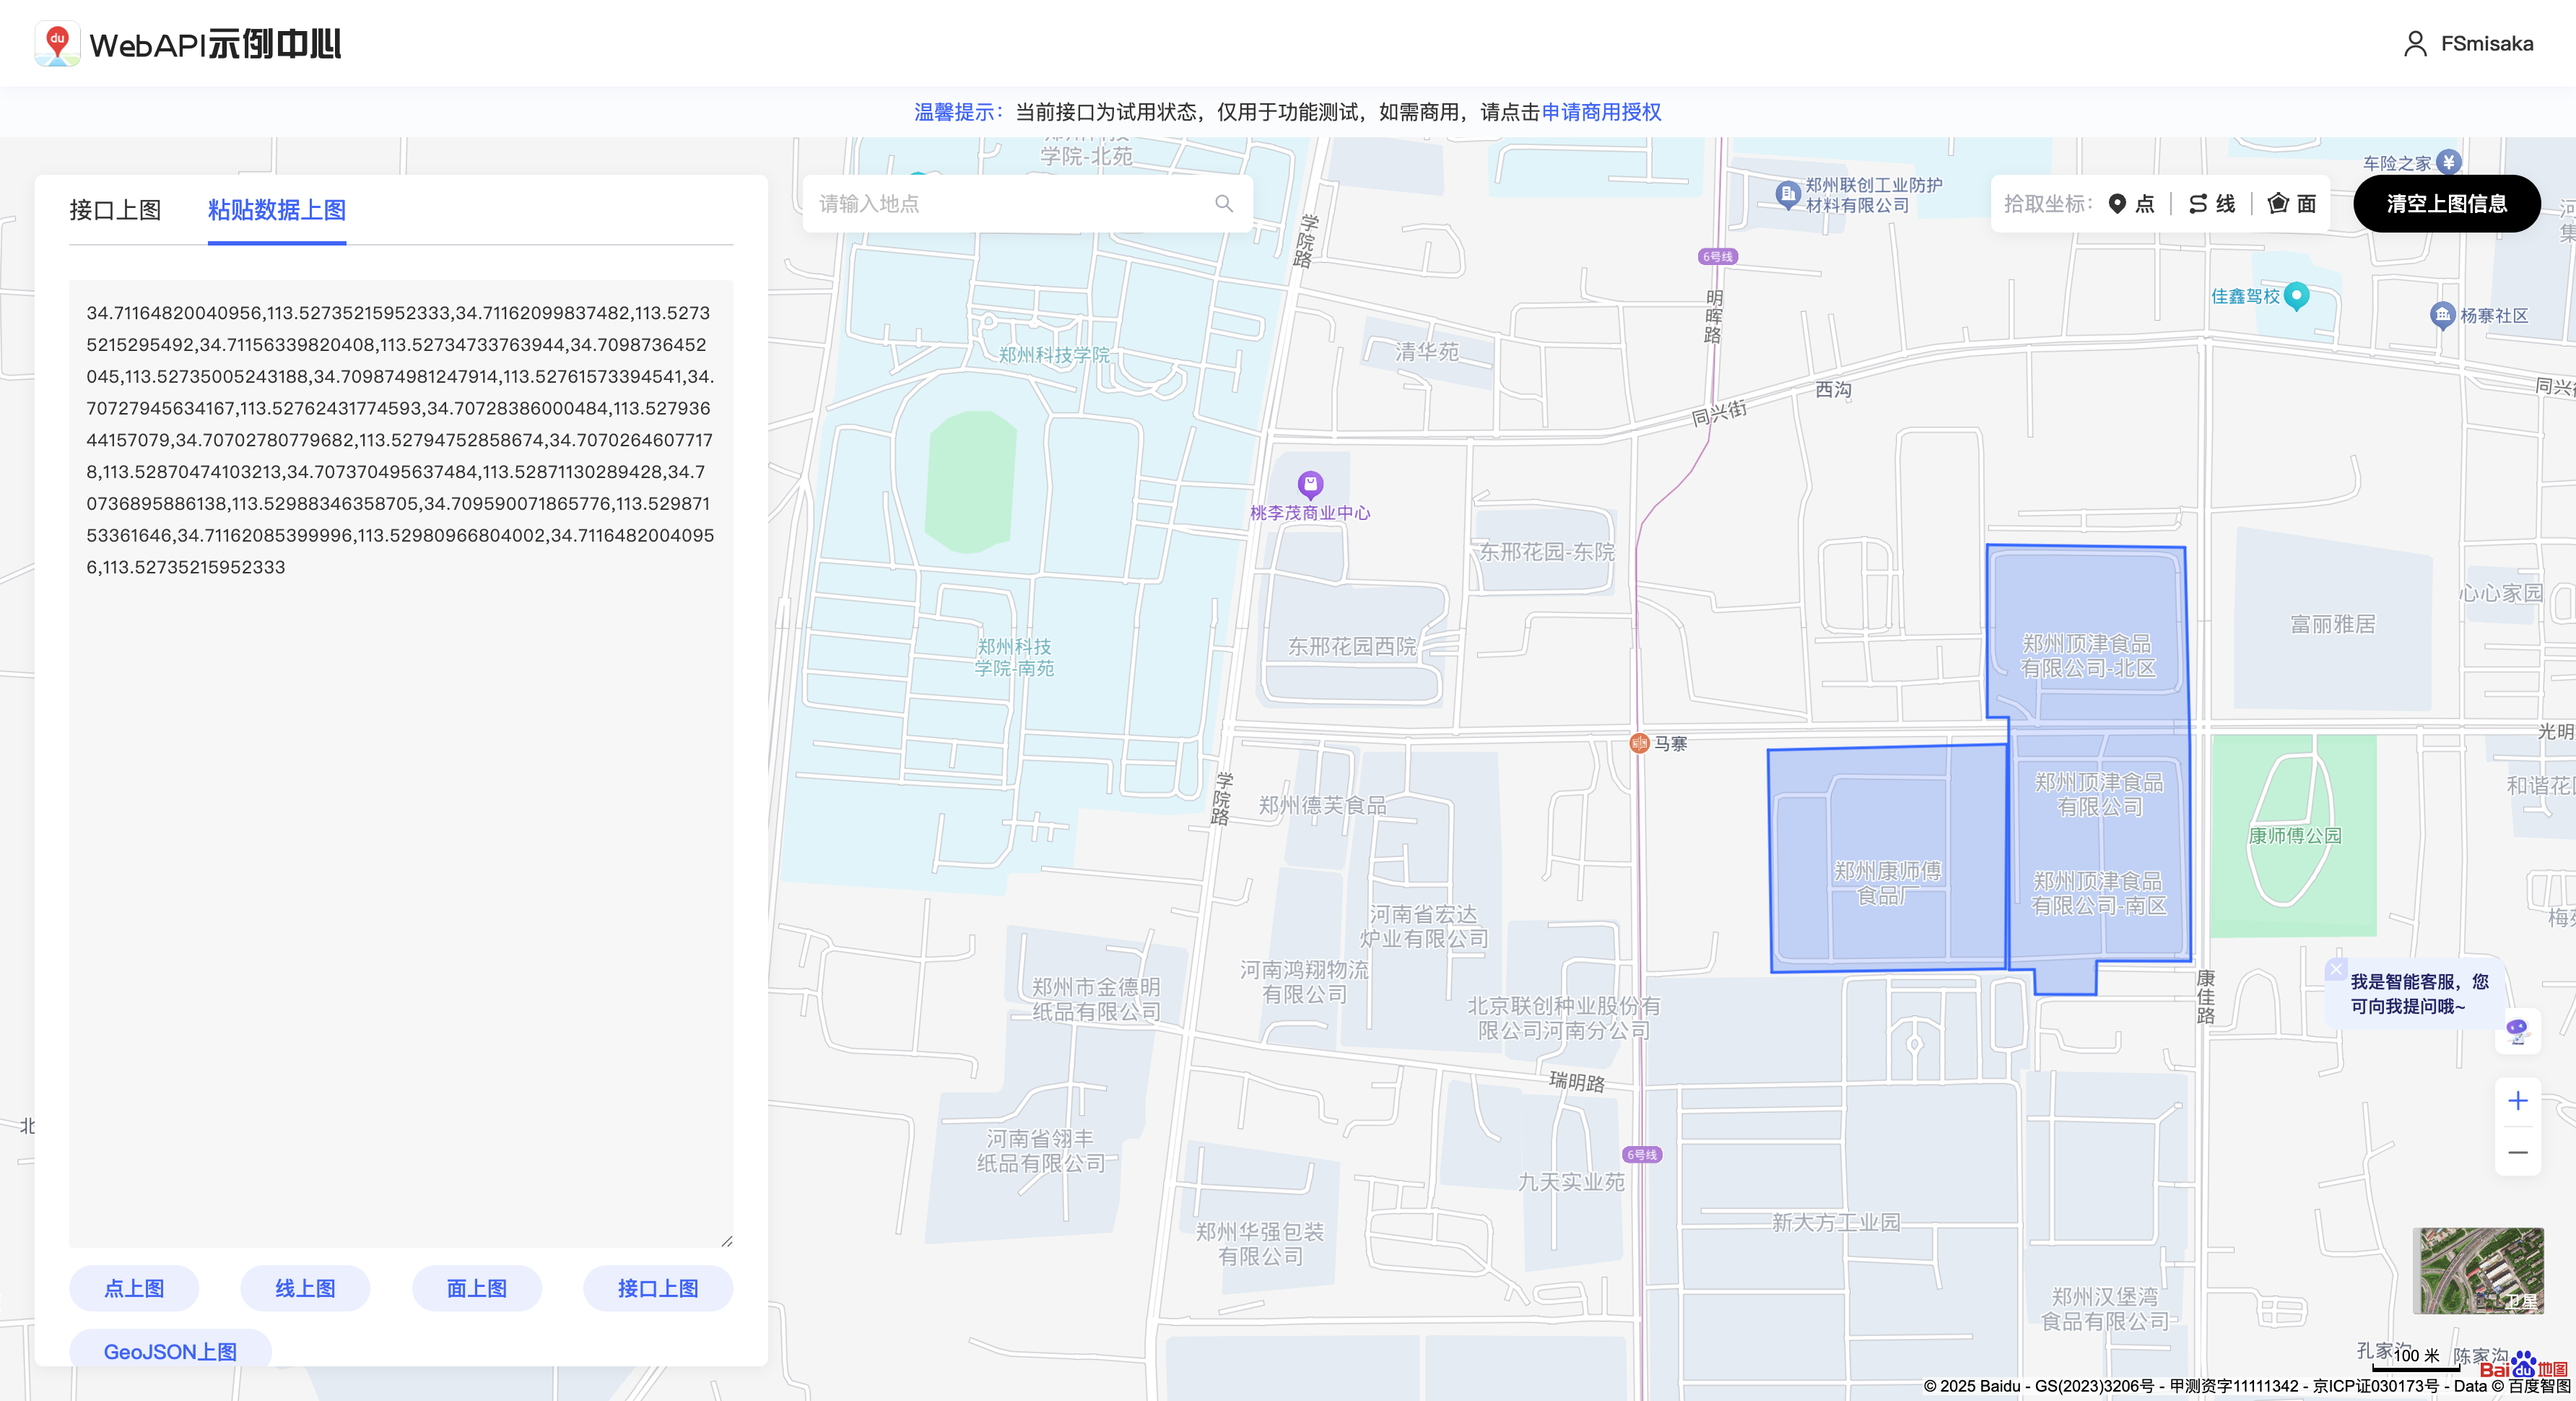 du WebAPI示例中心
FSmisaka
温馨提示：当前接口为试用状态，仅用于功能测试，如需商用，请点击申请商用授权
接口上图
粘贴数据上图
34.71164820040956,113.52735215952333,34.71162099837482,113.5273
5215295492,34.71156339820408,113.52734733763944,34.7098736452
045,113.52735005243188,34.709874981247914,113.52761573394541,34.
70727945634167,113.52762431774593,34.70728386000484,113.527936
44157079,34.70702780779682,113.52794752858674,34.7070264607717
8,113.52870474103213,34.707370495637484,113.52871130289428,34.7
0736895886138,113.52988346358705,34.709590071865776,113.529871
53361646,34.71162085399996,113.52980966804002,34.7116482004095
6,113.52735215952333
点上图
线上图
面上图
接口上图
GeoJSON上图
请输入地点
拾取坐标：
点
线
面
清空上图信息
学院-北苑
郑州联创工业防护
材料有限公司
车险之家
学院路
6号线
明晖路
佳鑫驾校
杨寨社区
清华苑
郑州科技学院
西沟
同兴街
同兴
桃李茂商业中心
东邢花园-东院
东邢花园西院
郑州科技
学院-南苑
郑州顶津食品
有限公司-北区
富丽雅居
心心家园
马寨
光明
郑州顶津食品
有限公司
和谐花
郑州德芙食品
学院路
康师傅公园
郑州康师傅
食品厂
郑州顶津食品
有限公司-南区
河南省宏达
炉业有限公司
河南鸿翔物流
有限公司
郑州市金德明
纸品有限公司
北京联创种业股份有
限公司河南分公司
康佳路
我是智能客服，您
可向我提问哦~
瑞明路
北
河南省翎丰
纸品有限公司
6号线
九天实业苑
郑州华强包装
有限公司
新大方工业园
郑州汉堡湾
食品有限公司
卫星
孔家沟
100 米
陈家沟
Bai du 地图
© 2025 Baidu - GS(2023)3206号 - 甲测资字11111342 - 京ICP证030173号 - Data © 百度智图